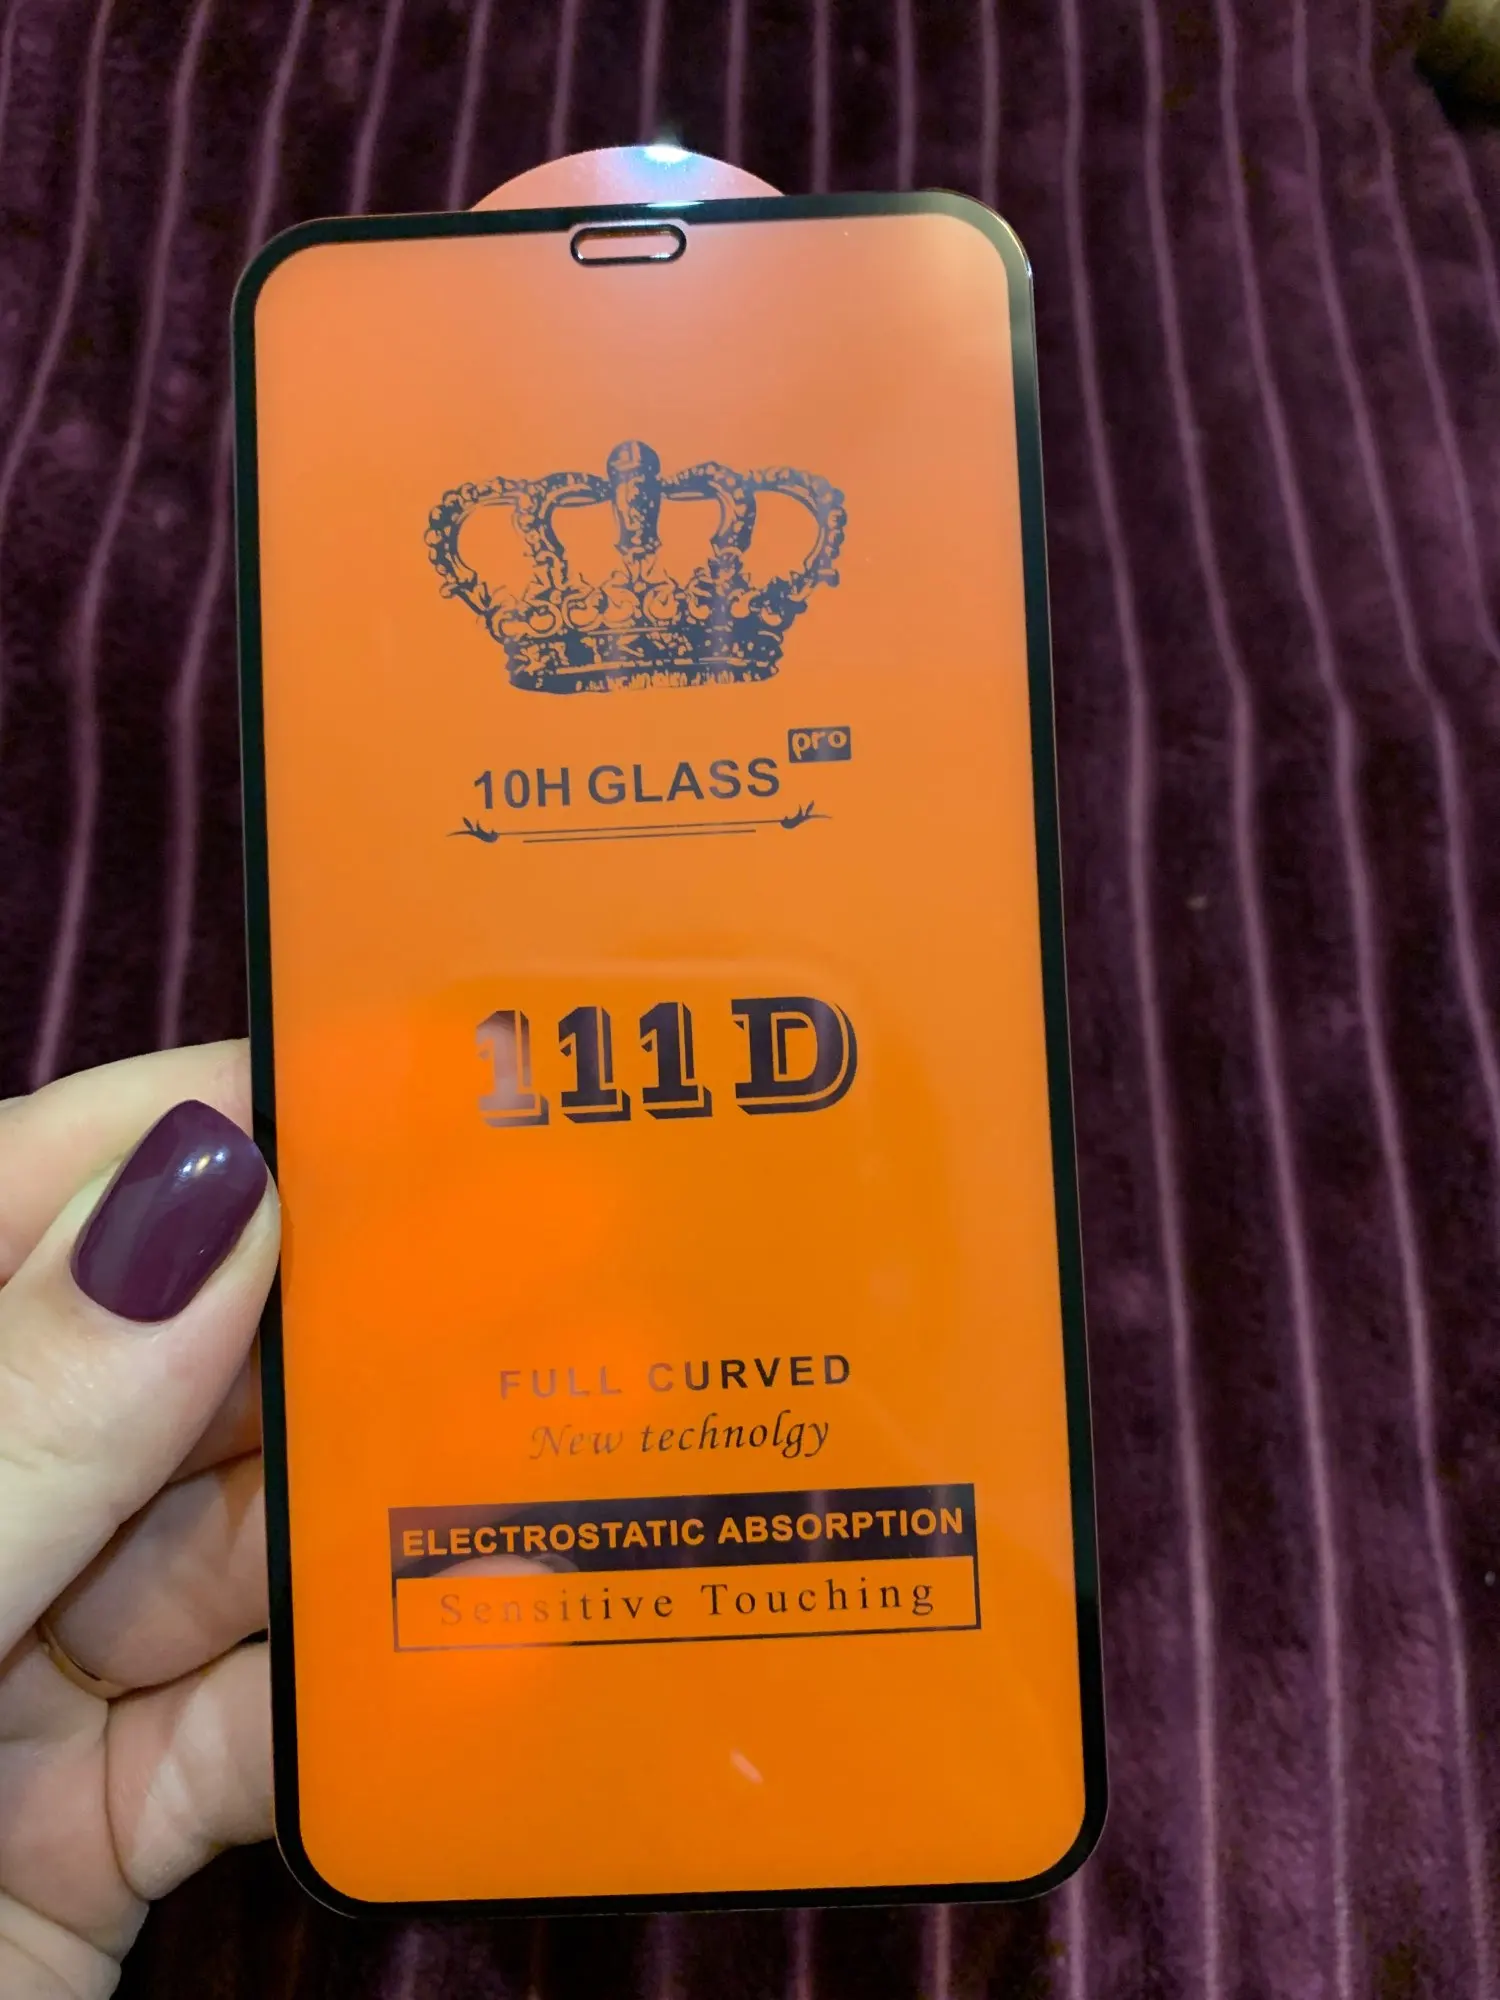 10H GLASS pro
111D
FULL CURVED
New technolgy
ELECTROSTATIC ABSORPTION
Sensitive Touching